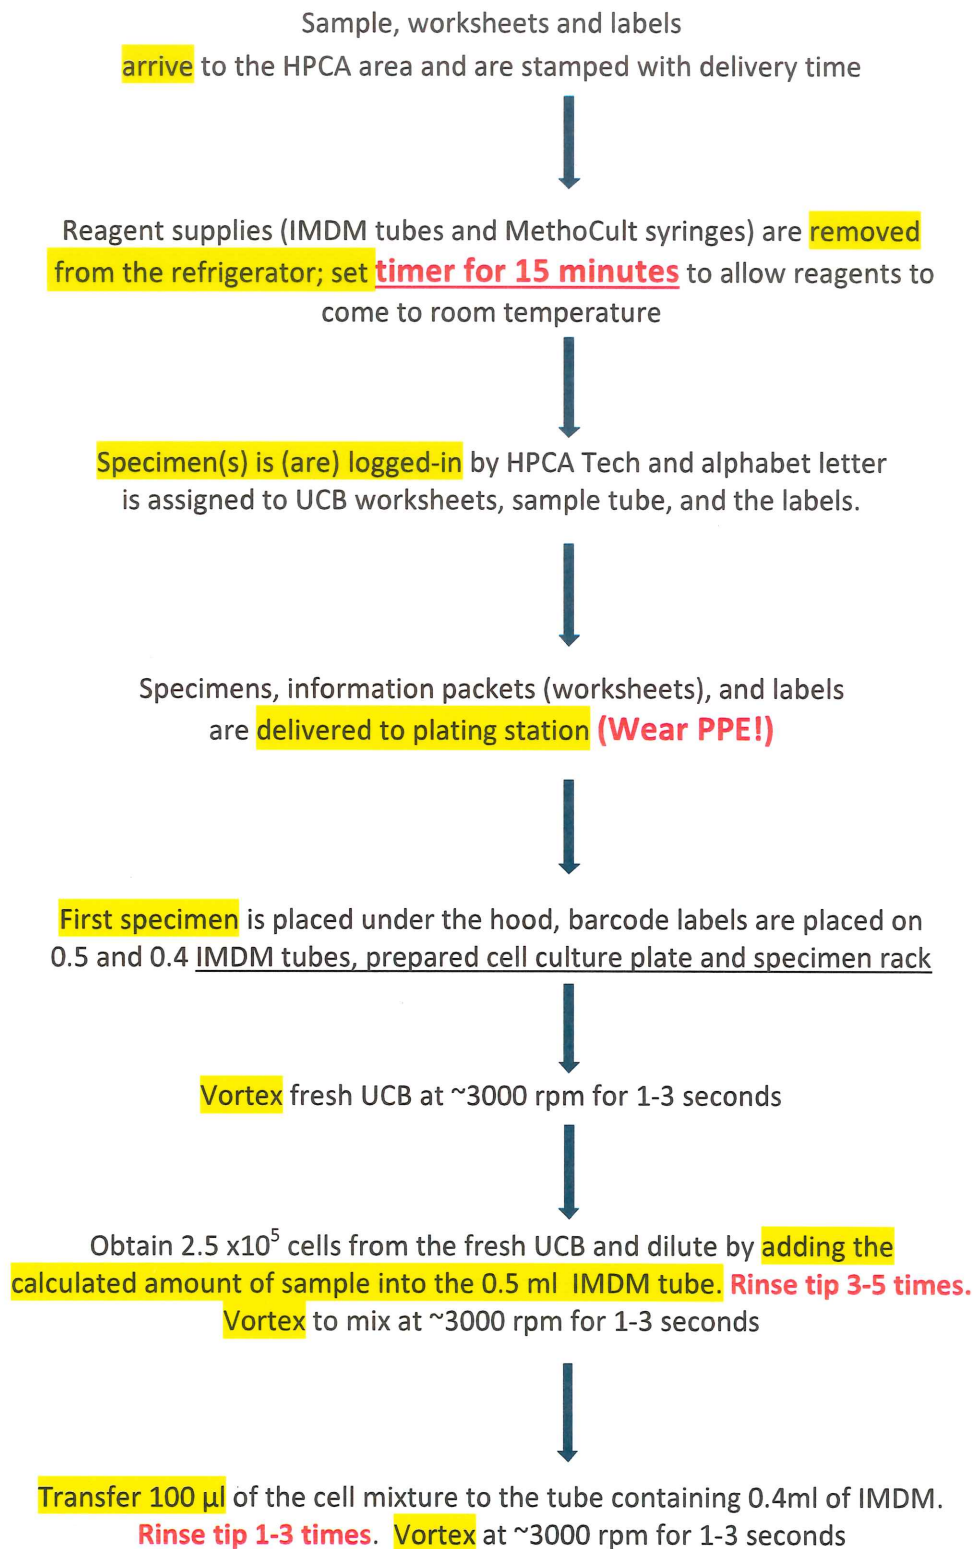 Sample, worksheets and labels
arrive to the HPCA area and are stamped with delivery time
Reagent supplies (IMDM tubes and MethoCult syringes) are removed
from the refrigerator; set timer for 15 minutes to allow reagents to
come to room temperature
Specimen(s) is (are) logged-in by HPCA Tech and alphabet letter
is assigned to UCB worksheets, sample tube, and the labels.
Specimens, information packets (worksheets), and labels
are delivered to plating station (Wear PPE!)
First specimen is placed under the hood, barcode labels are placed on
0.5 and 0.4 IMDM tubes, prepared cell culture plate and specimen rack
Vortex fresh UCB at ~3000 rpm for 1-3 seconds
Obtain 2.5 x10⁵ cells from the fresh UCB and dilute by adding the
calculated amount of sample into the 0.5 ml IMDM tube. Rinse tip 3-5 times.
Vortex to mix at ~3000 rpm for 1-3 seconds
Transfer 100 µl of the cell mixture to the tube containing 0.4ml of IMDM.
Rinse tip 1-3 times. Vortex at ~3000 rpm for 1-3 seconds